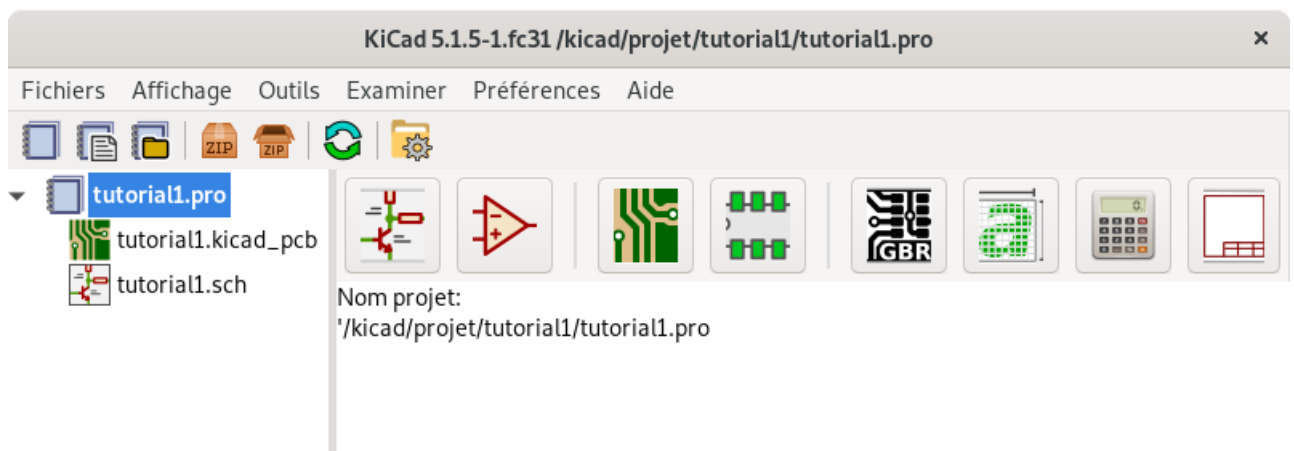 KiCad 5.1.5-1.fc31 /kicad/projet/tutorial1/tutorial1.pro
Fichiers Affichage Outils Examiner Préférences Aide
ZIP ZIP
tutorial1.pro
tutorial1.kicad_pcb
tutorial1.sch
GBR
a
0.
Nom projet:
'/kicad/projet/tutorial1/tutorial1.pro